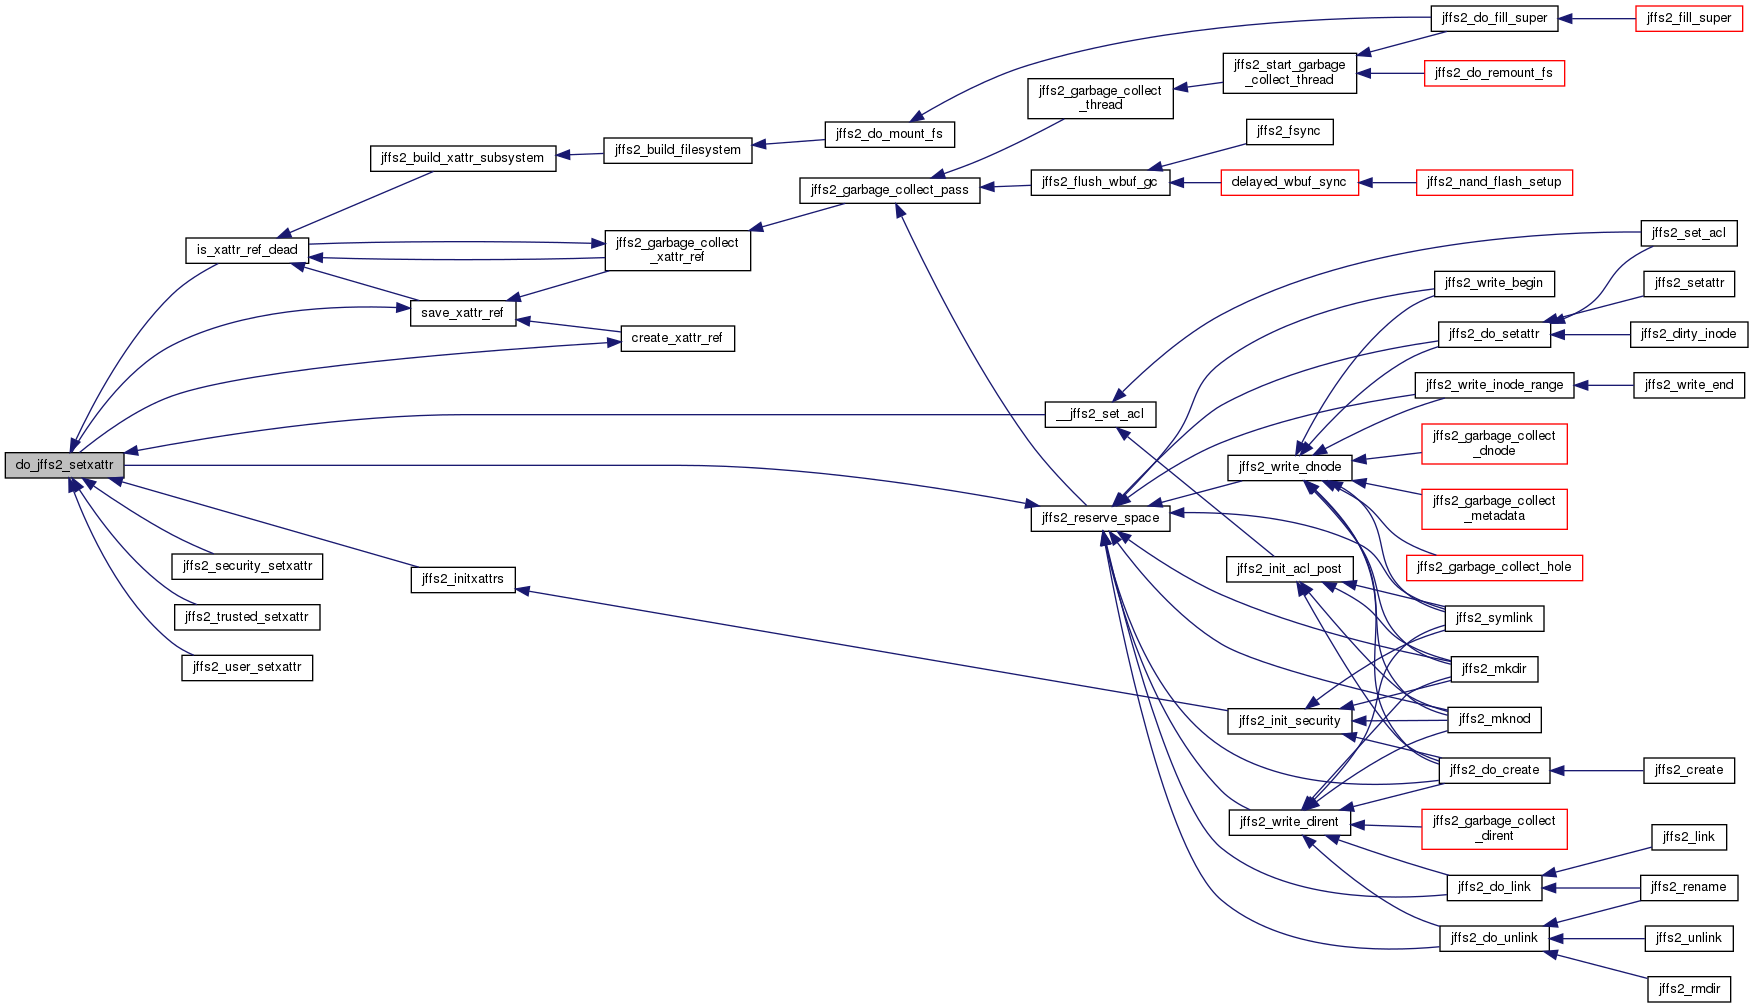 jffs2_do_fill_super
jffs2_fill_super
jffs2_start_garbage
_collect_thread
jffs2_do_remount_fs
jffs2_garbage_collect
_thread
jffs2_do_mount_fs
jffs2_fsync
jffs2_build_xattr_subsystem
jffs2_build_filesystem
jffs2_garbage_collect_pass
jffs2_flush_wbuf_gc
delayed_wbuf_sync
jffs2_nand_flash_setup
is_xattr_ref_dead
jffs2_garbage_collect
_xattr_ref
jffs2_set_acl
jffs2_write_begin
jffs2_setattr
save_xattr_ref
create_xattr_ref
jffs2_do_setattr
jffs2_dirty_inode
jffs2_write_inode_range
jffs2_write_end
__jffs2_set_acl
jffs2_garbage_collect
_dnode
do_jffs2_setxattr
jffs2_write_dnode
jffs2_garbage_collect
_metadata
jffs2_reserve_space
jffs2_security_setxattr
jffs2_initxattrs
jffs2_init_acl_post
jffs2_garbage_collect_hole
jffs2_trusted_setxattr
jffs2_symlink
jffs2_user_setxattr
jffs2_mkdir
jffs2_init_security
jffs2_mknod
jffs2_do_create
jffs2_create
jffs2_write_dirent
jffs2_garbage_collect
_dirent
jffs2_link
jffs2_do_link
jffs2_rename
jffs2_do_unlink
jffs2_unlink
jffs2_rmdir